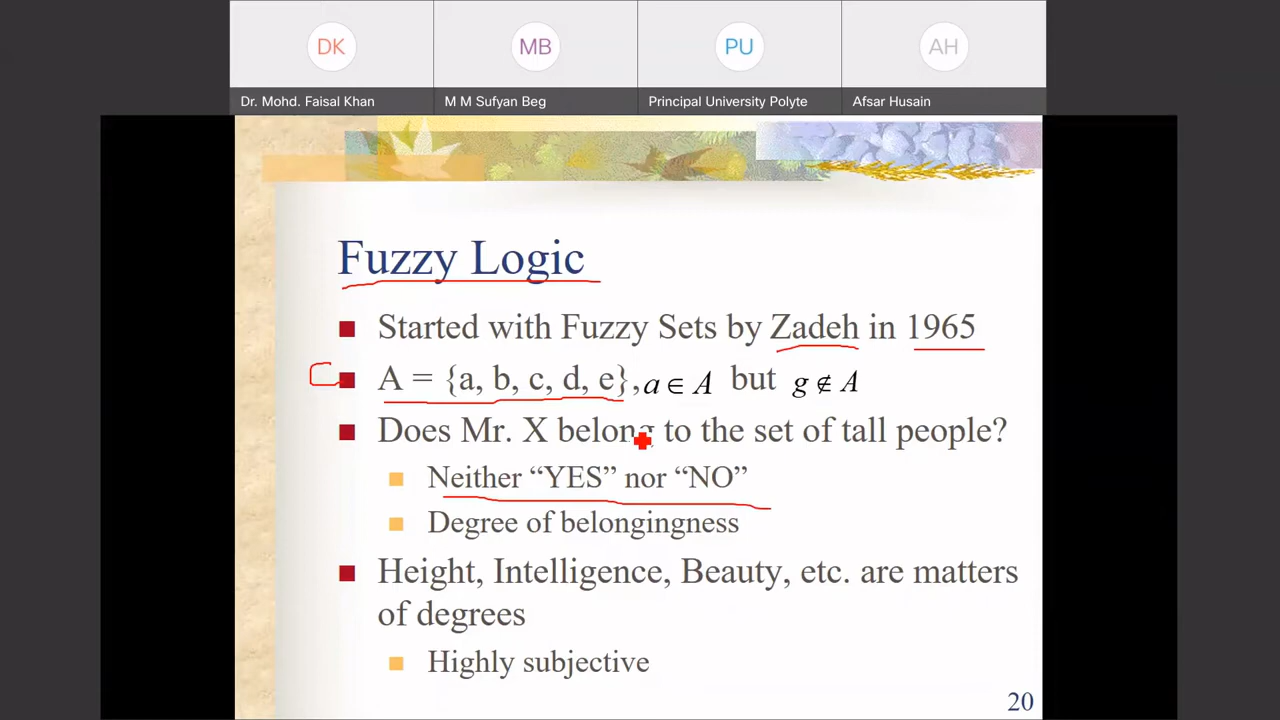 DK
MB
PU
AH
Dr. Mohd. Faisal Khan
M M Sufyan Beg
Principal University Polyte
Afsar Husain
Fuzzy Logic
Started with Fuzzy Sets by Zadeh in 1965
A = {a, b, c, d, e}, a ∈ A but g ∉ A
Does Mr. X belong to the set of tall people?
Neither “YES” nor “NO”
Degree of belongingness
Height, Intelligence, Beauty, etc. are matters
of degrees
Highly subjective
20